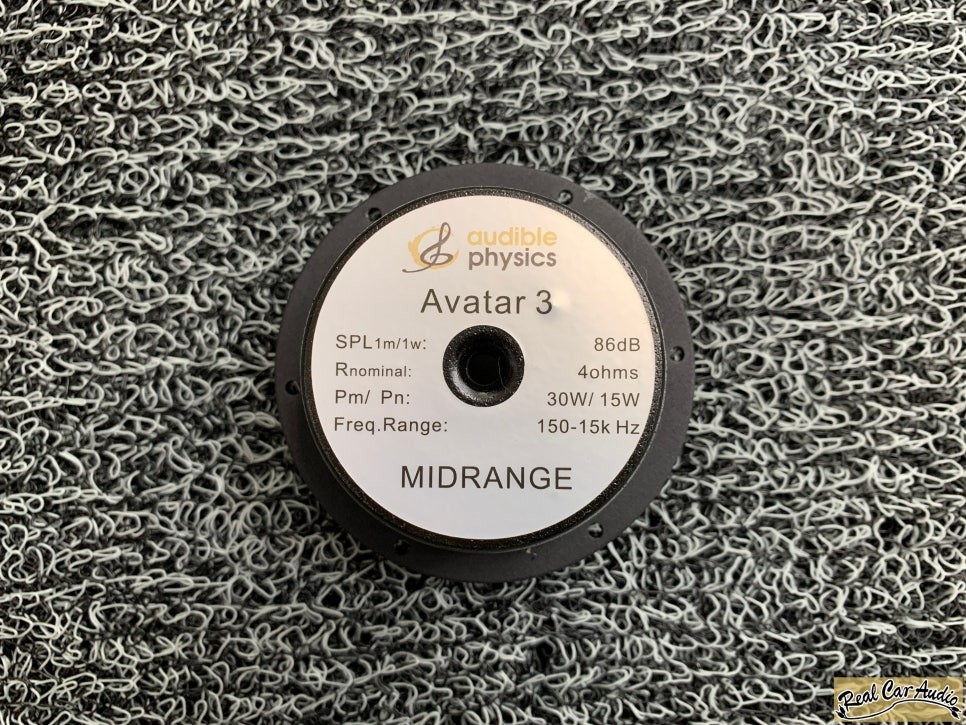 audible
physics
Avatar 3
SPL1m/1w: 86dB
Rnominal: 4ohms
Pm/ Pn: 30W/ 15W
Freq.Range: 150-15k Hz
MIDRANGE
Real Car Audio